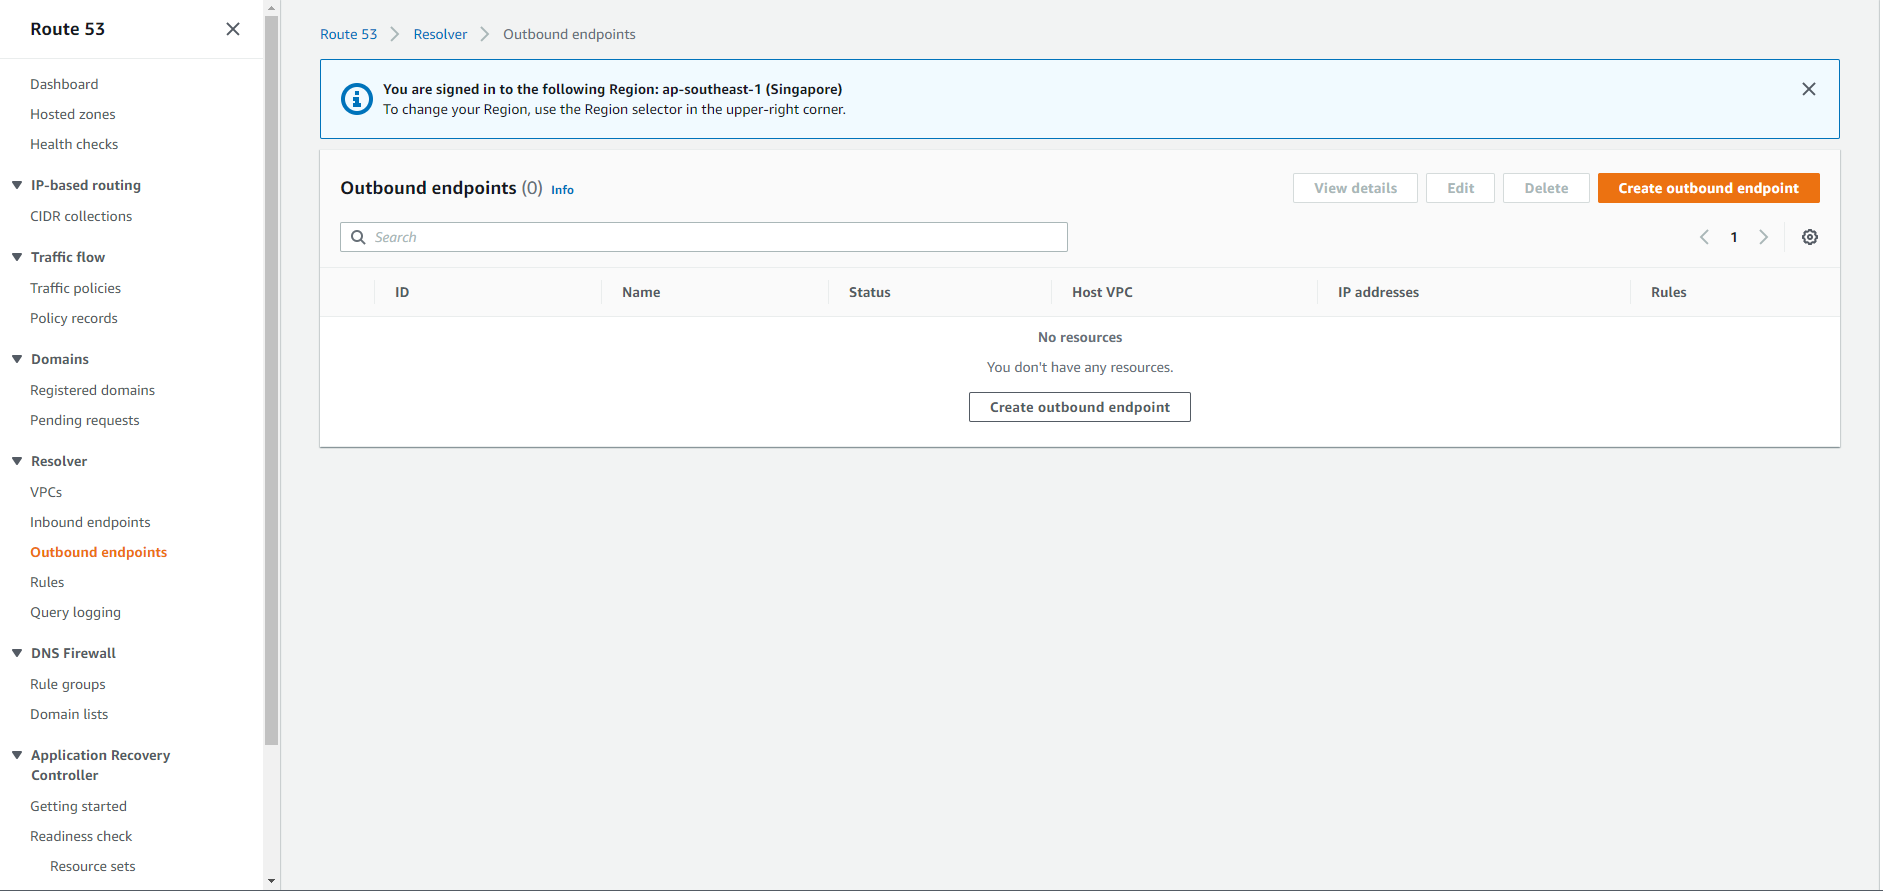 Route 53
Dashboard
Hosted zones
Health checks
IP-based routing
CIDR collections
Traffic flow
Traffic policies
Policy records
Domains
Registered domains
Pending requests
Resolver
VPCs
Inbound endpoints
Outbound endpoints
Rules
Query logging
DNS Firewall
Rule groups
Domain lists
Application Recovery
Controller
Getting started
Readiness check
Resource sets
Route 53 Resolver Outbound endpoints
You are signed in to the following Region: ap-southeast-1 (Singapore)
To change your Region, use the Region selector in the upper-right corner.
Outbound endpoints (0) Info View details Edit Delete Create outbound endpoint
Search 1
ID Name Status Host VPC IP addresses Rules
No resources
You don't have any resources.
Create outbound endpoint